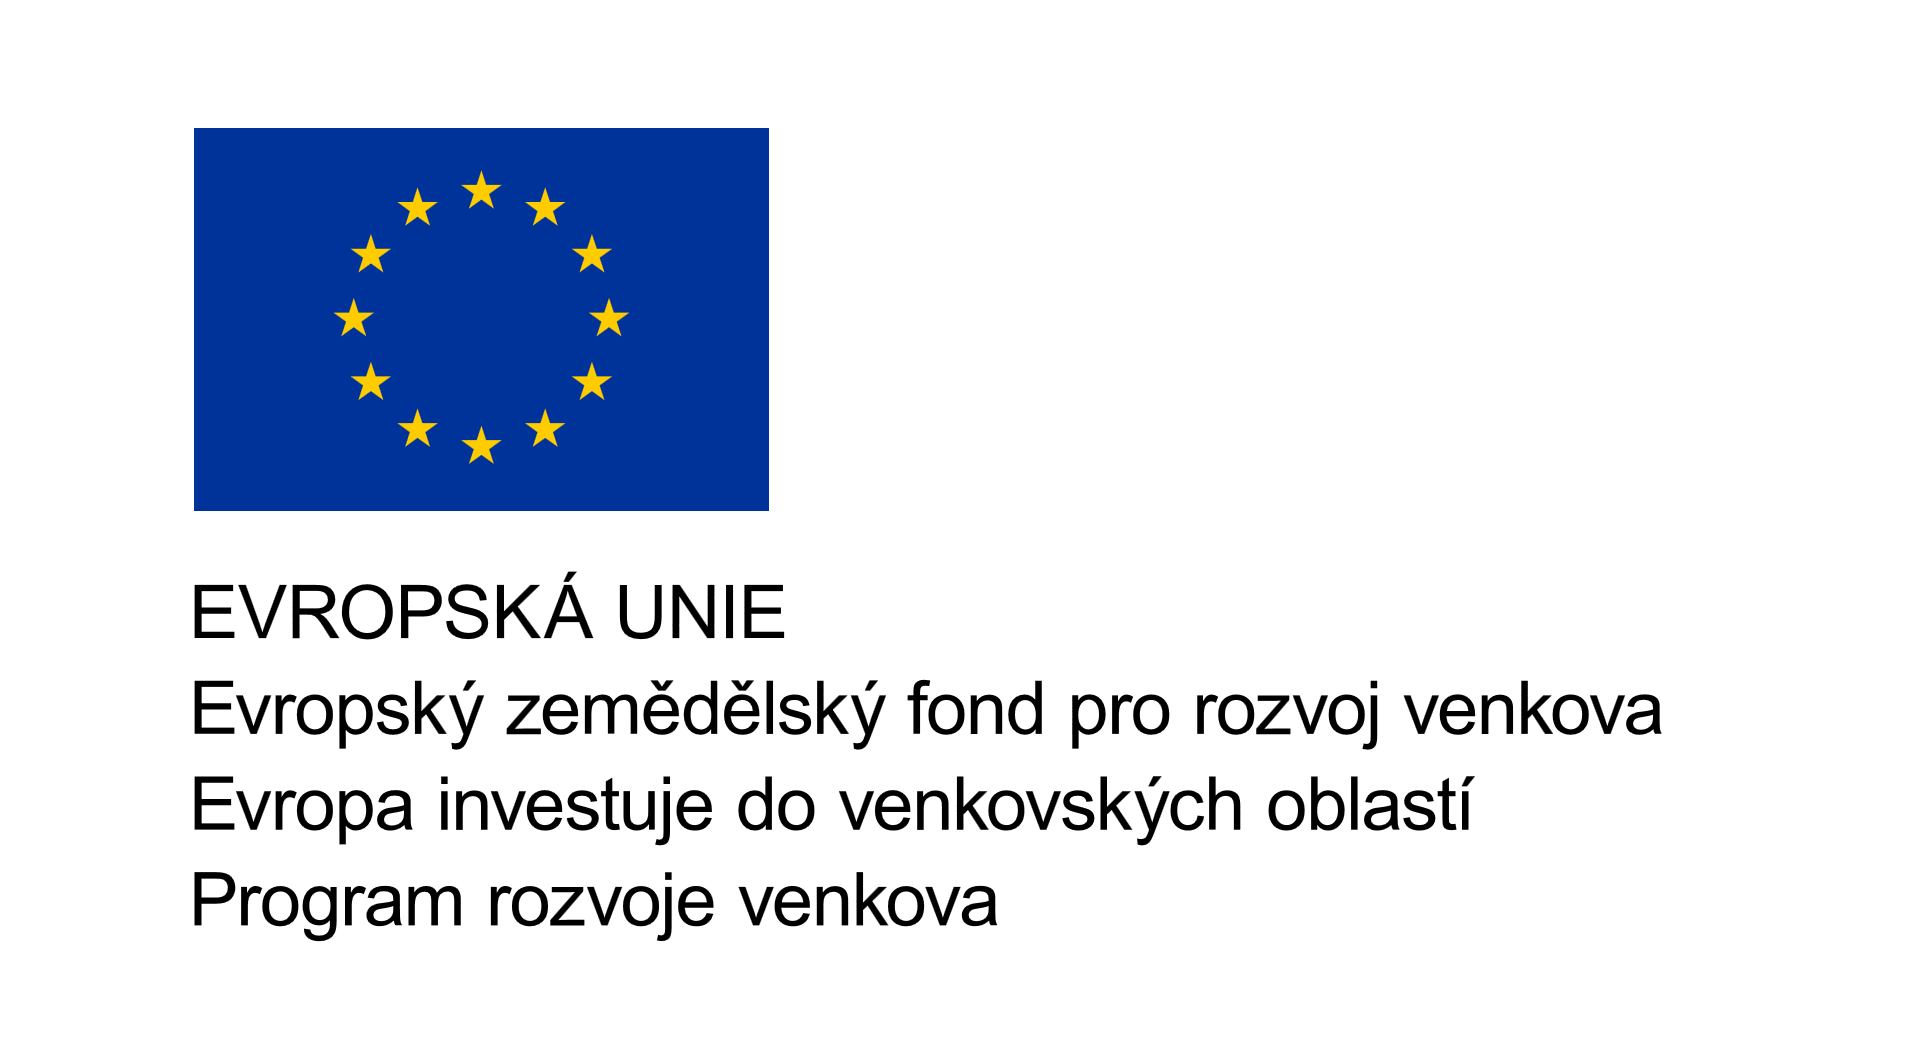 EVROPSKÁ UNIE
Evropský zemědělský fond pro rozvoj venkova
Evropa investuje do venkovských oblastí
Program rozvoje venkova